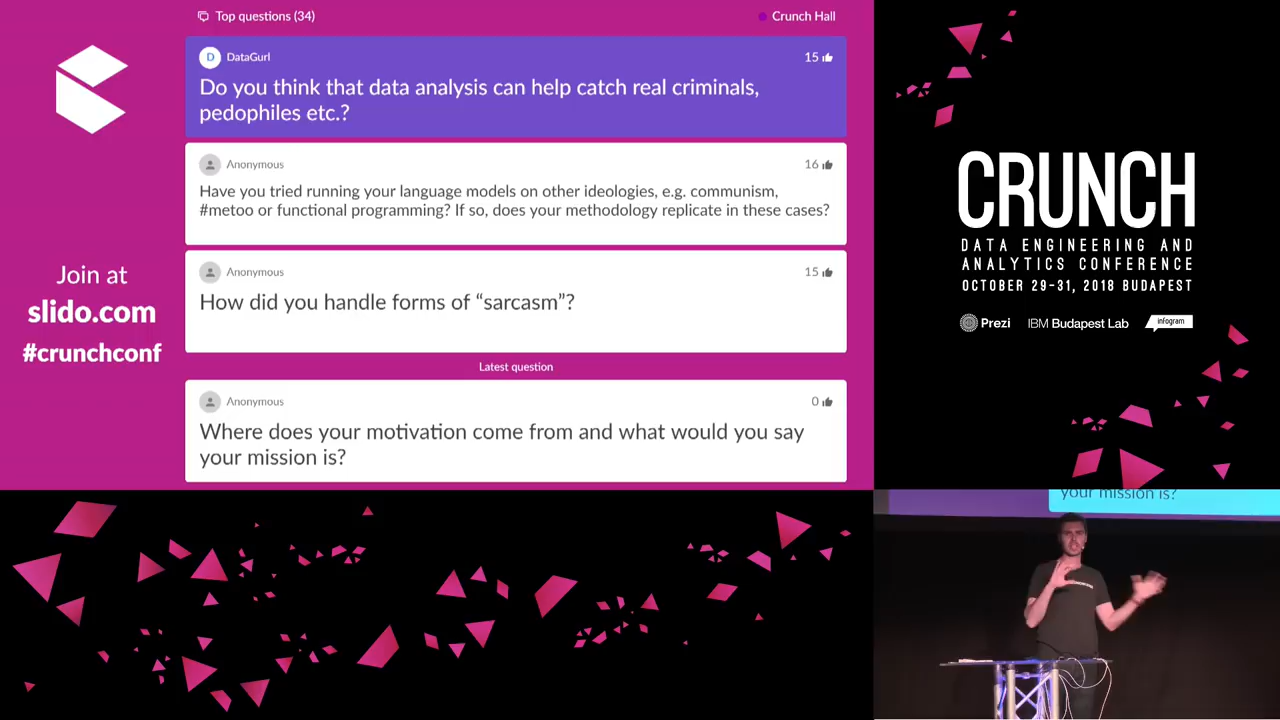 Top questions (34)
Crunch Hall
D DataGurl
15
Do you think that data analysis can help catch real criminals,
pedophiles etc.?
Anonymous
16
Have you tried running your language models on other ideologies, e.g. communism,
#metoo or functional programming? If so, does your methodology replicate in these cases?
Anonymous
15
How did you handle forms of “sarcasm”?
Latest question
Anonymous
0
Where does your motivation come from and what would you say
your mission is?
Join at
slido.com
#crunchconf
CRUNCH
DATA ENGINEERING AND
ANALYTICS CONFERENCE
OCTOBER 29-31, 2018 BUDAPEST
Prezi
IBM Budapest Lab
infogram
your mission is?